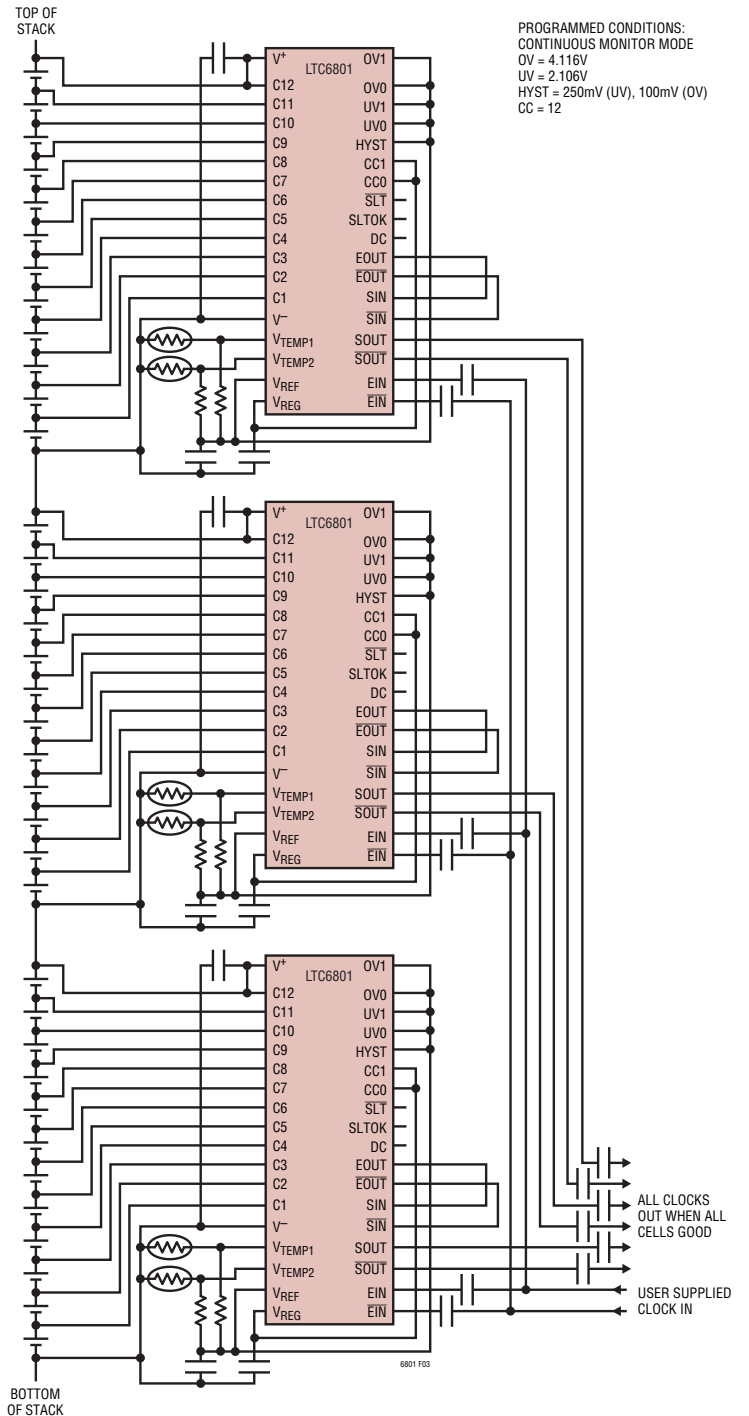 TOP OF
STACK
PROGRAMMED CONDITIONS:
CONTINUOUS MONITOR MODE
OV = 4.116V
UV = 2.106V
HYST = 250mV (UV), 100mV (OV)
CC = 12
LTC6801
V+ OV1
C12 OV0
C11 UV1
C10 UV0
C9 HYST
C8 CC1
C7 CC0
C6 SLT
C5 SLTOK
C4 DC
C3 EOUT
C2 EOUT
C1 SIN
V– SIN
VTEMP1 SOUT
VTEMP2 SOUT
VREF EIN
VREG EIN
LTC6801
V+ OV1
C12 OV0
C11 UV1
C10 UV0
C9 HYST
C8 CC1
C7 CC0
C6 SLT
C5 SLTOK
C4 DC
C3 EOUT
C2 EOUT
C1 SIN
V– SIN
VTEMP1 SOUT
VTEMP2 SOUT
VREF EIN
VREG EIN
LTC6801
V+ OV1
C12 OV0
C11 UV1
C10 UV0
C9 HYST
C8 CC1
C7 CC0
C6 SLT
C5 SLTOK
C4 DC
C3 EOUT
C2 EOUT
C1 SIN
V– SIN
VTEMP1 SOUT
VTEMP2 SOUT
VREF EIN
VREG EIN
ALL CLOCKS
OUT WHEN ALL
CELLS GOOD
USER SUPPLIED
CLOCK IN
6801 F03
BOTTOM
OF STACK